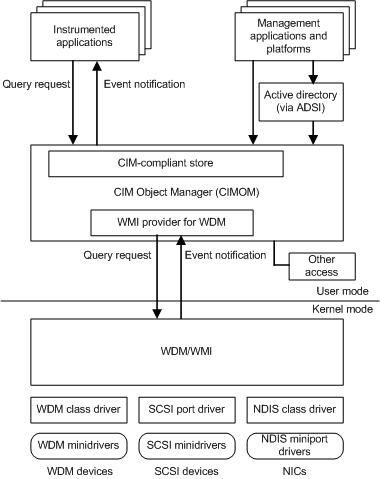 Instrumented
applications
Management
applications and
platforms
Query request
Event notification
Active directory
(via ADSI)
CIM-compliant store
CIM Object Manager (CIMOM)
WMI provider for WDM
Query request
Event notification
Other
access
User mode
Kernel mode
WDM/WMI
WDM class driver
SCSI port driver
NDIS class driver
WDM minidrivers
SCSI minidrivers
NDIS miniport
drivers
WDM devices
SCSI devices
NICs